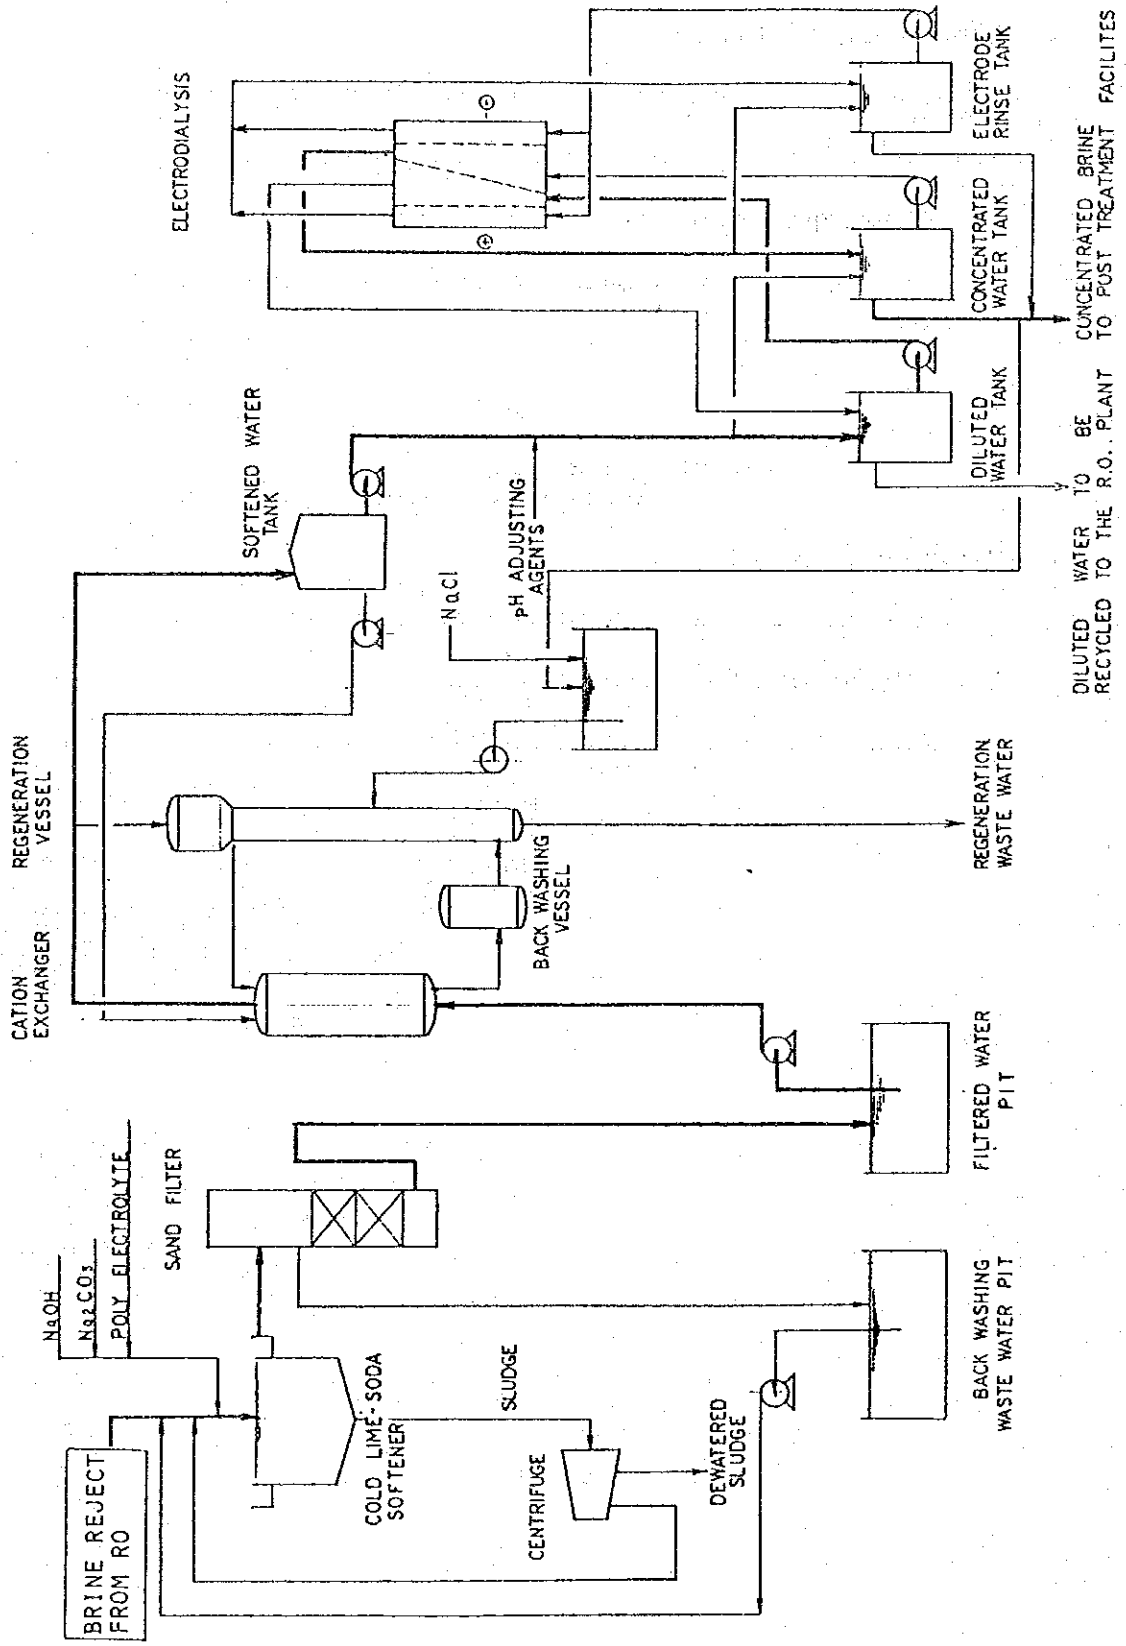 BRINE REJECT
FROM RO
NaOH
Na₂CO₃
POLY ELECTROLYTE
COLD LIME-SODA
SOFTENER
SLUDGE
CENTRIFUGE
DEWATERED
SLUDGE
SAND FILTER
BACK WASHING
WASTE WATER PIT
FILTERED WATER
PIT
CATION
EXCHANGER
REGENERATION
VESSEL
BACK WASHING
VESSEL
REGENERATION
WASTE WATER
SOFTENED WATER
TANK
NaCl
pH ADJUSTING
AGENTS
ELECTRODIALYSIS
+
-
DILUTED
WATER TANK
CONCENTRATED
WATER TANK
ELECTRODE
RINSE TANK
DILUTED WATER TO BE
RECYCLED TO THE R.O. PLANT
CONCENTRATED BRINE
TO POST TREATMENT FACILITES